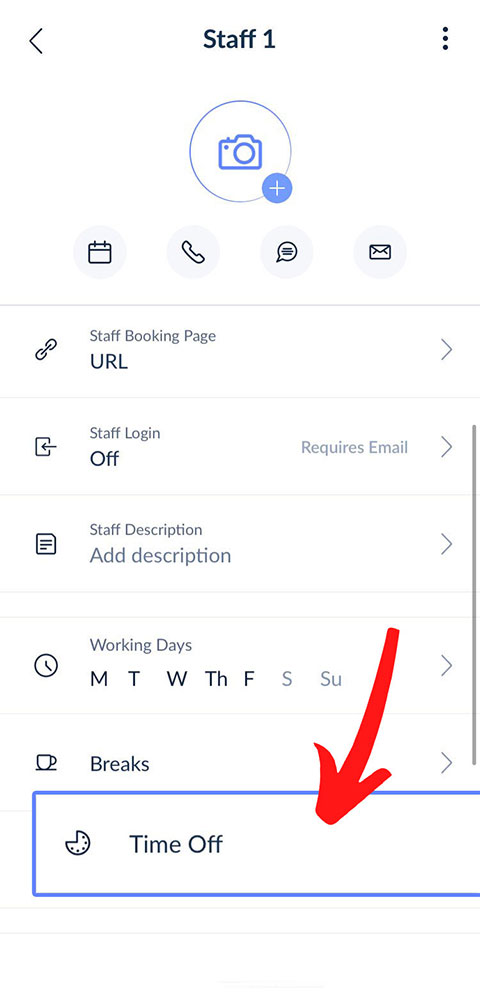 Staff 1
Staff Booking Page
URL
Staff Login
Off
Requires Email
Staff Description
Add description
Working Days
M T W Th F S Su
Breaks
Time Off